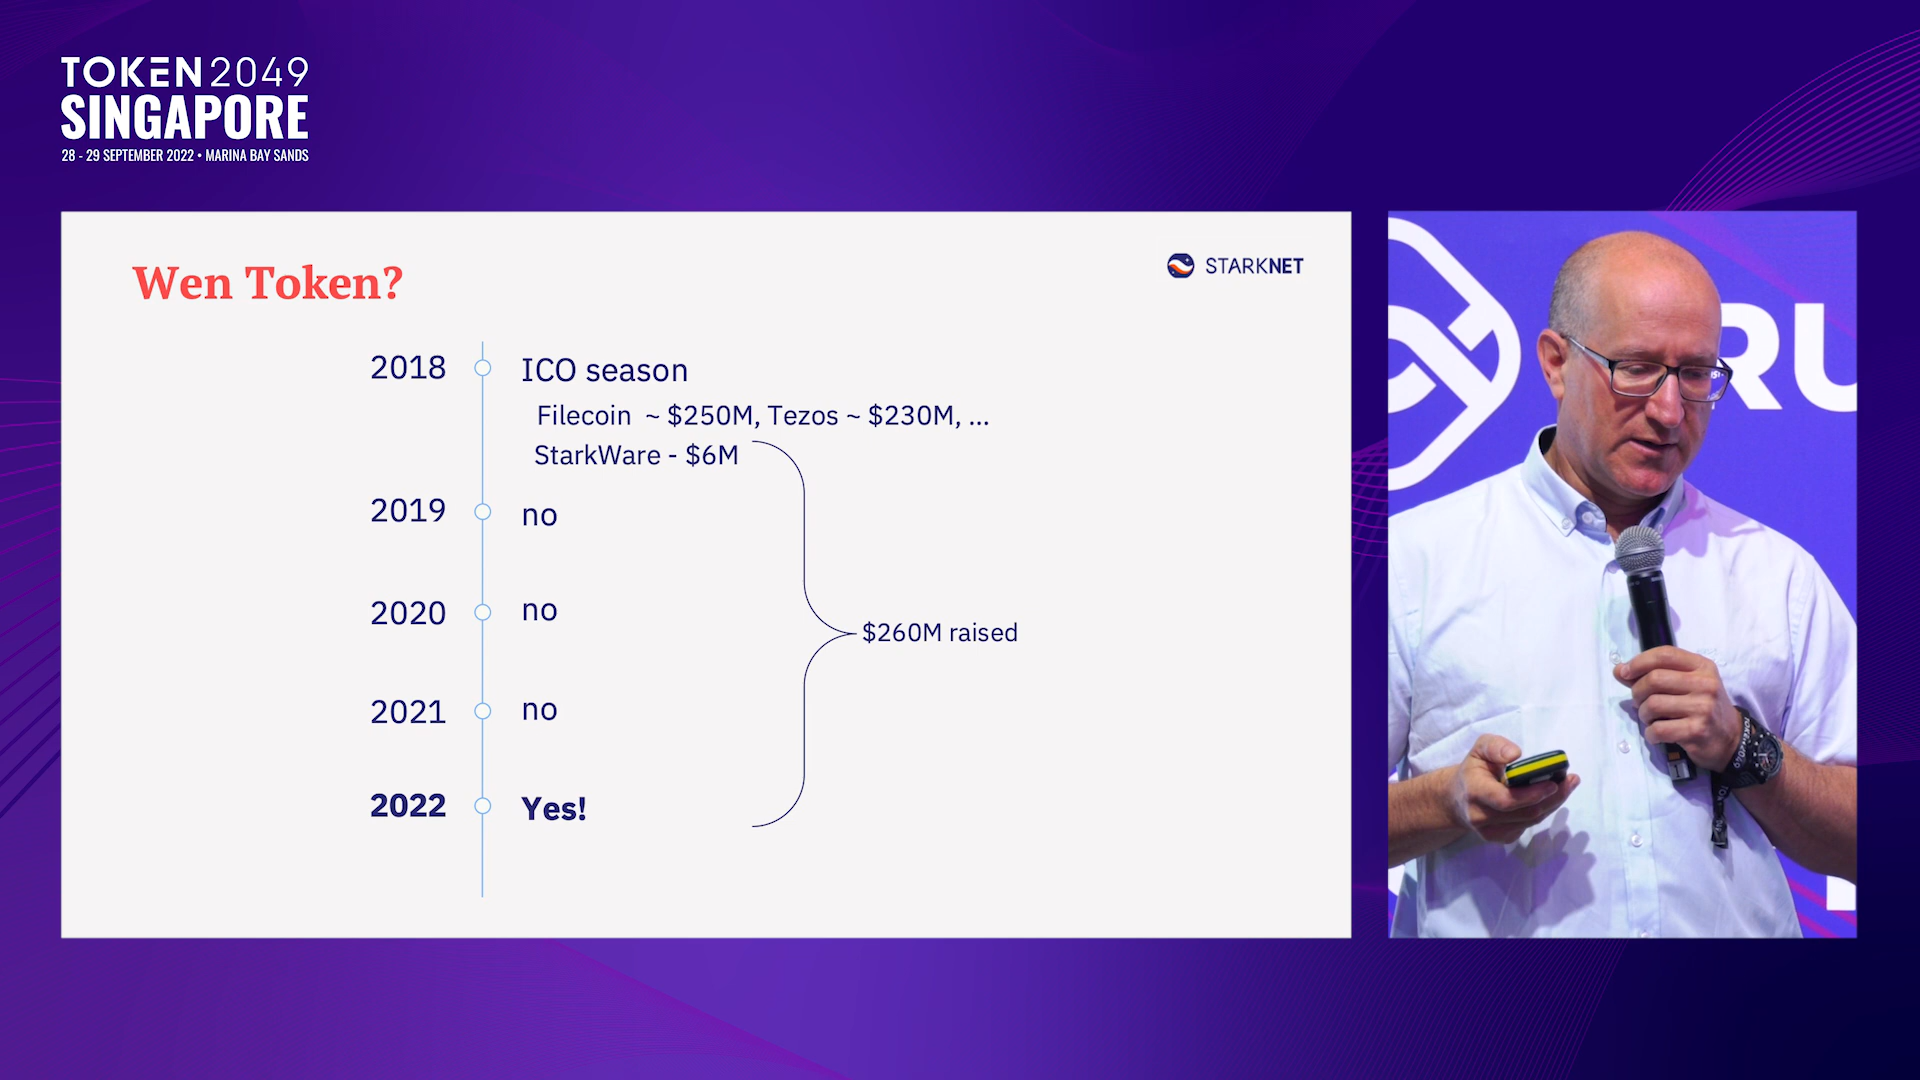 TOKEN2049
SINGAPORE
28 - 29 SEPTEMBER 2022 • MARINA BAY SANDS
Wen Token?
STARKNET
2018 ICO season
Filecoin ~ $250M, Tezos ~ $230M, ...
StarkWare - $6M
2019 no
2020 no
$260M raised
2021 no
2022 Yes!
RU